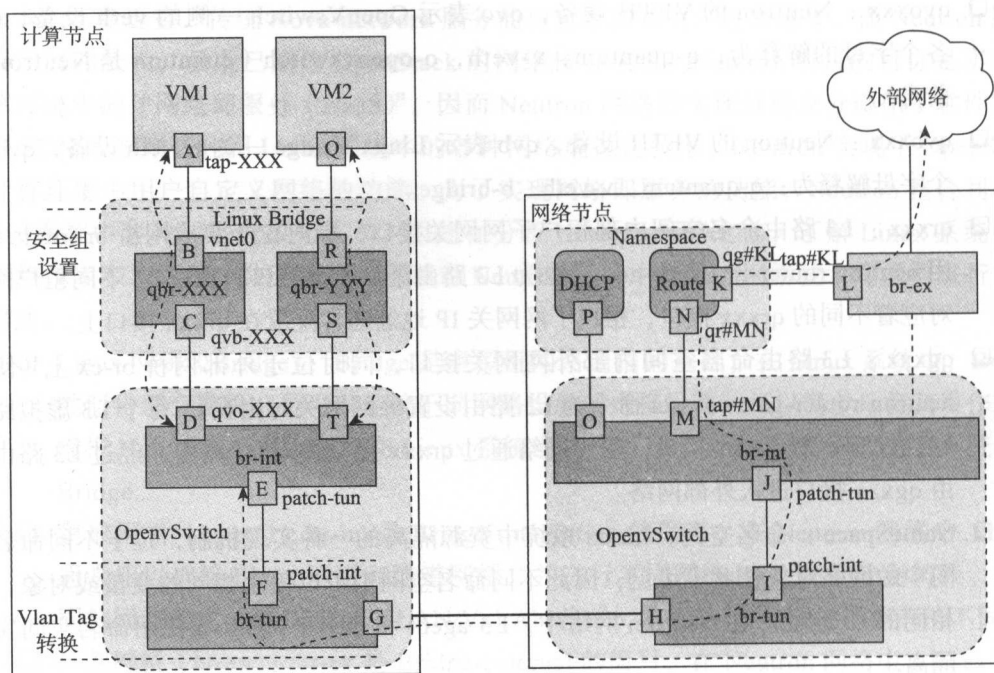 计算节点
VM1
VM2
A
Q
tap-XXX
安全组
设置
Linux Bridge
vnet0
B
R
qbr-XXX
qbr-YYY
C
S
qvb-XXX
qvo-XXX
D
T
br-int
E
patch-tun
OpenvSwitch
patch-int
F
br-tun
G
Vlan Tag
转换
外部网络
网络节点
Namespace
qg#KL
tap#KL
DHCP
Route
K
L
br-ex
P
N
qr#MN
O
M
tap#MN
br-int
J
patch-tun
OpenvSwitch
patch-int
I
H
br-tun